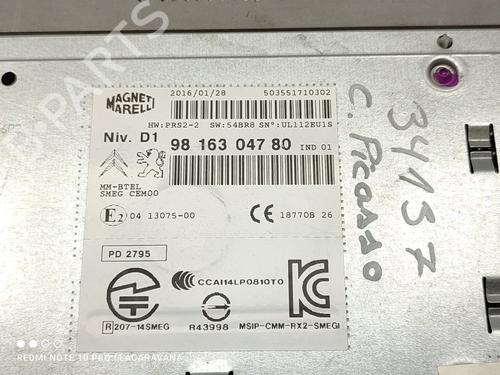 PARTS
MAGNETI MARELLI
2016/01/28 503551710302
HW:PRS2-2 SW:54BR8 SN°:UL112EU1S
Niv. D1 98 163 047 80 IND 01
MM-BTEL
SMEG CEM00
E2 04 13075-00 CE 18770B 26
PD 2795
CCAI14LP0810T0
R 207-14SMEG R43998 MSIP-CMM-RX2-SMEGI
34137
C. Picasso
REDMI NOTE 10 PRO | LACARAVANA